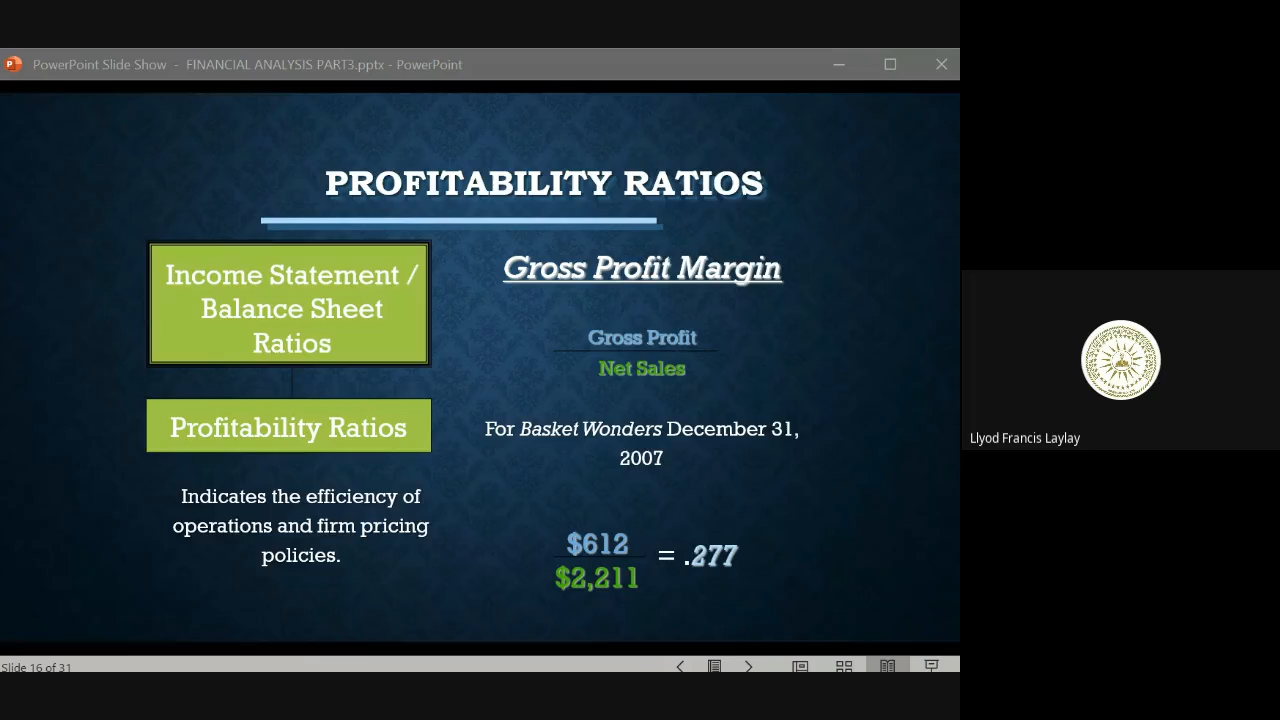 PowerPoint Slide Show - FINANCIAL ANALYSIS PART3.pptx - PowerPoint
PROFITABILITY RATIOS
Income Statement /
Balance Sheet
Ratios
Profitability Ratios
Indicates the efficiency of
operations and firm pricing
policies.
Gross Profit Margin
Gross Profit
Net Sales
For Basket Wonders December 31,
2007
$612
$2,211
= .277
Slide 16 of 31
Llyod Francis Laylay